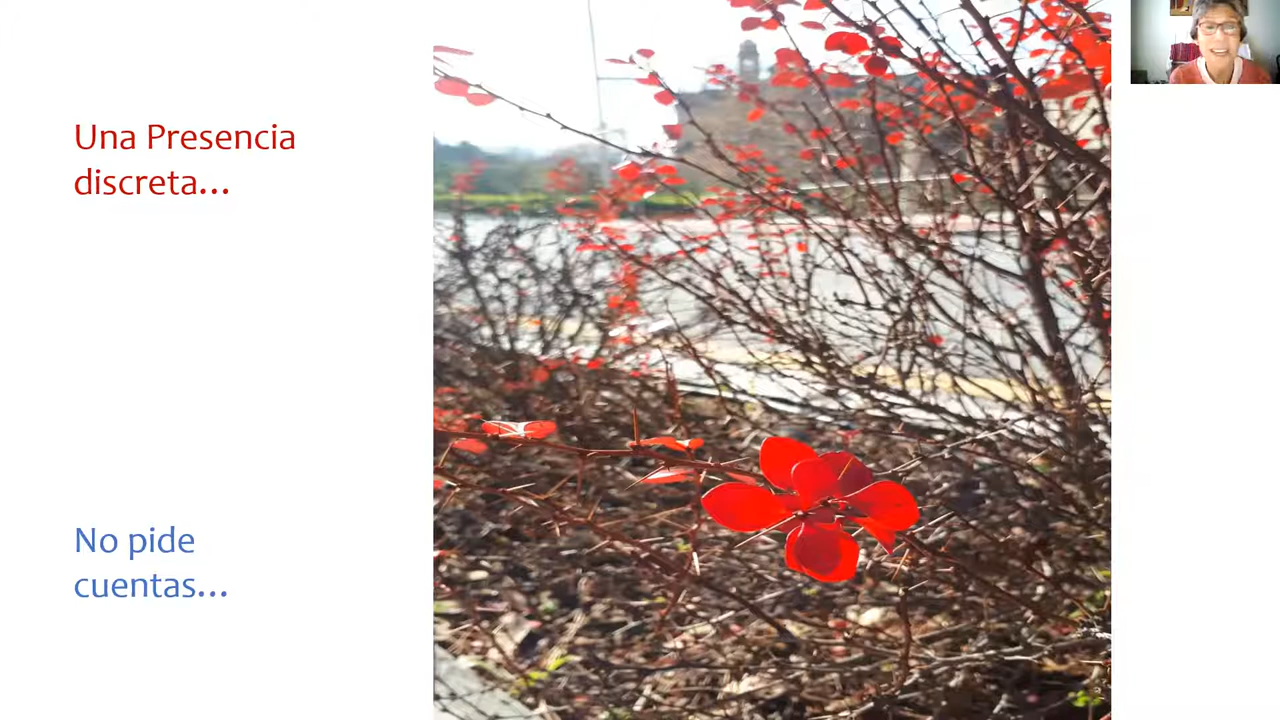 Una Presencia
discreta…
No pide
cuentas…